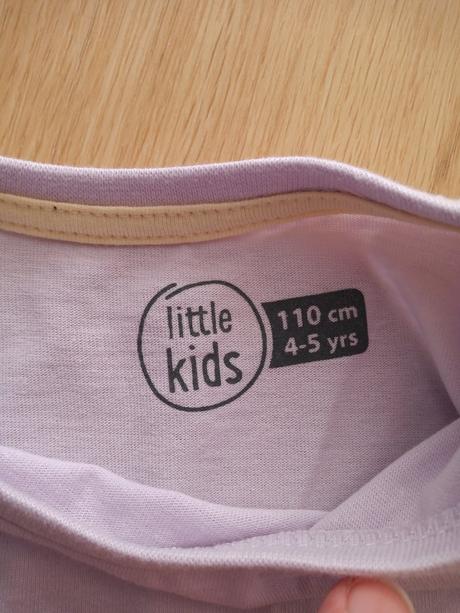 little
kids
110 cm
4-5 yrs